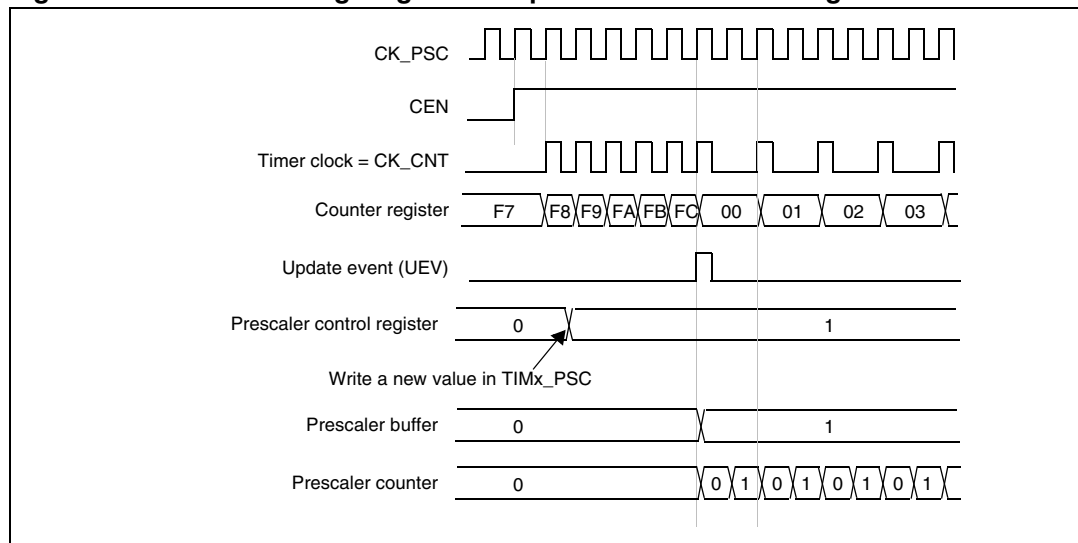 CK_PSC
CEN
Timer clock = CK_CNT
Counter register F7 F8 F9 FA FB FC 00 01 02 03
Update event (UEV)
Prescaler control register 0 1
Write a new value in TIMx_PSC
Prescaler buffer 0 1
Prescaler counter 0 0 1 0 1 0 1 0 1